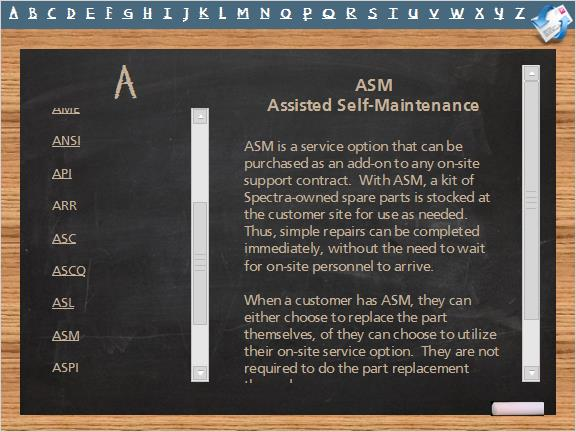 A B C D E F G H I J K L M N O P Q R S T U V W X Y Z
A
AME
ANSI
API
ARR
ASC
ASCQ
ASL
ASM
ASPI
ASM
Assisted Self-Maintenance
ASM is a service option that can be
purchased as an add-on to any on-site
support contract. With ASM, a kit of
Spectra-owned spare parts is stocked at
the customer site for use as needed.
Thus, simple repairs can be completed
immediately, without the need to wait
for on-site personnel to arrive.
When a customer has ASM, they can
either choose to replace the part
themselves, of they can choose to utilize
their on-site service option. They are not
required to do the part replacement